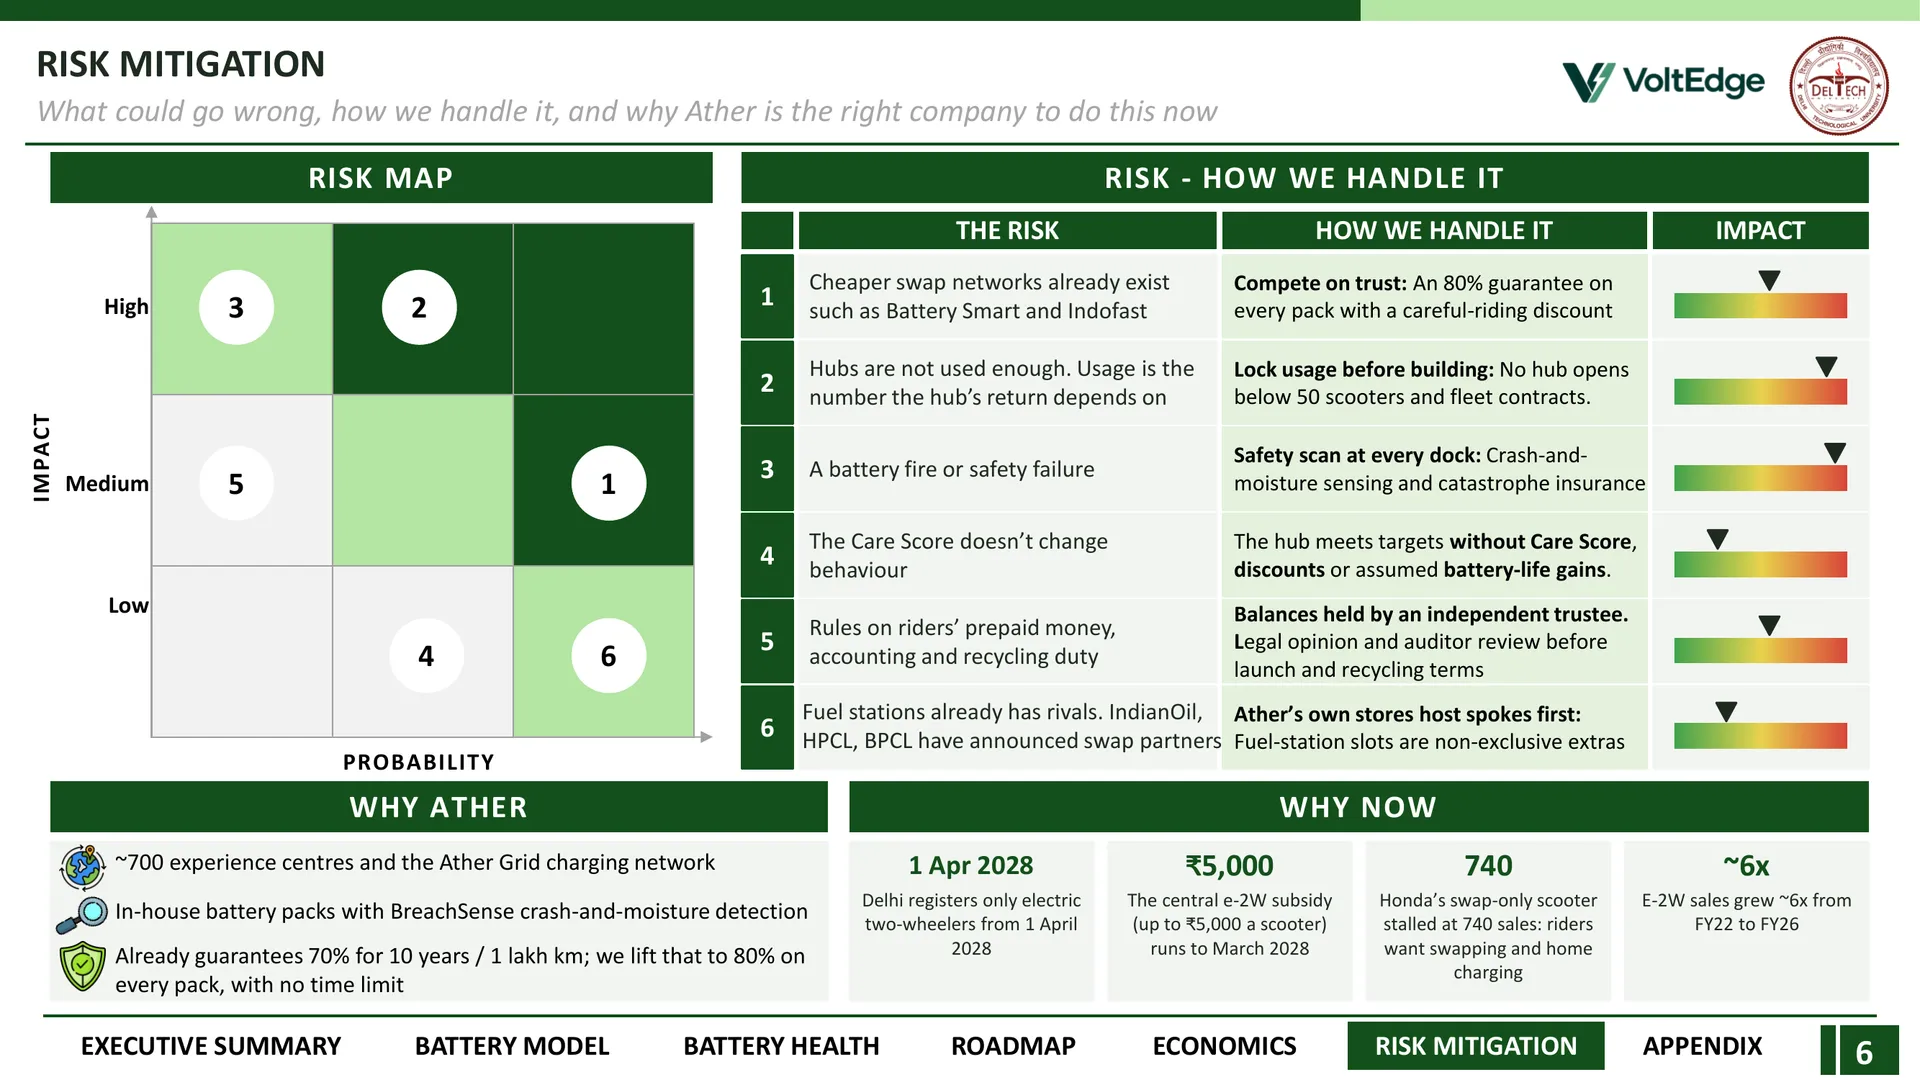 RISK MITIGATION
What could go wrong, how we handle it, and why Ather is the right company to do this now
VoltEdge
DELTECH
RISK MAP
High
Medium
Low
IMPACT
3
2
5
1
4
6
PROBABILITY
RISK - HOW WE HANDLE IT
THE RISK
HOW WE HANDLE IT
IMPACT
1
Cheaper swap networks already exist
such as Battery Smart and Indofast
Compete on trust: An 80% guarantee on
every pack with a careful-riding discount
2
Hubs are not used enough. Usage is the
number the hub’s return depends on
Lock usage before building: No hub opens
below 50 scooters and fleet contracts.
3
A battery fire or safety failure
Safety scan at every dock: Crash-and-
moisture sensing and catastrophe insurance
4
The Care Score doesn’t change
behaviour
The hub meets targets without Care Score,
discounts or assumed battery-life gains.
5
Rules on riders’ prepaid money,
accounting and recycling duty
Balances held by an independent trustee.
Legal opinion and auditor review before
launch and recycling terms
6
Fuel stations already has rivals. IndianOil,
HPCL, BPCL have announced swap partners
Ather’s own stores host spokes first:
Fuel-station slots are non-exclusive extras
WHY ATHER
~700 experience centres and the Ather Grid charging network
In-house battery packs with BreachSense crash-and-moisture detection
Already guarantees 70% for 10 years / 1 lakh km; we lift that to 80% on
every pack, with no time limit
WHY NOW
1 Apr 2028
Delhi registers only electric
two-wheelers from 1 April
2028
₹5,000
The central e-2W subsidy
(up to ₹5,000 a scooter)
runs to March 2028
740
Honda’s swap-only scooter
stalled at 740 sales: riders
want swapping and home
charging
~6x
E-2W sales grew ~6x from
FY22 to FY26
EXECUTIVE SUMMARY
BATTERY MODEL
BATTERY HEALTH
ROADMAP
ECONOMICS
RISK MITIGATION
APPENDIX
6